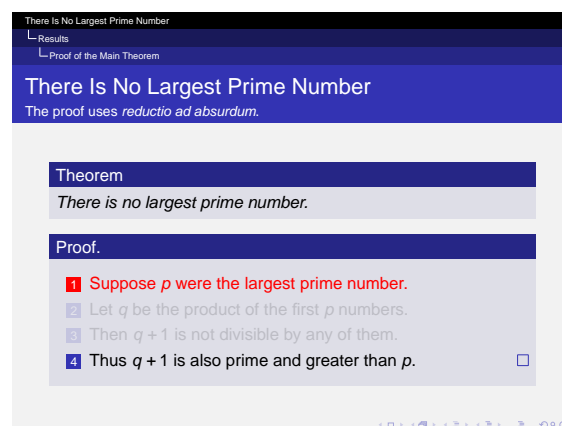 There Is No Largest Prime Number
Results
Proof of the Main Theorem
There Is No Largest Prime Number
The proof uses reductio ad absurdum.
Theorem
There is no largest prime number.
Proof.
1 Suppose p were the largest prime number.
2 Let q be the product of the first p numbers.
3 Then q + 1 is not divisible by any of them.
4 Thus q + 1 is also prime and greater than p. □